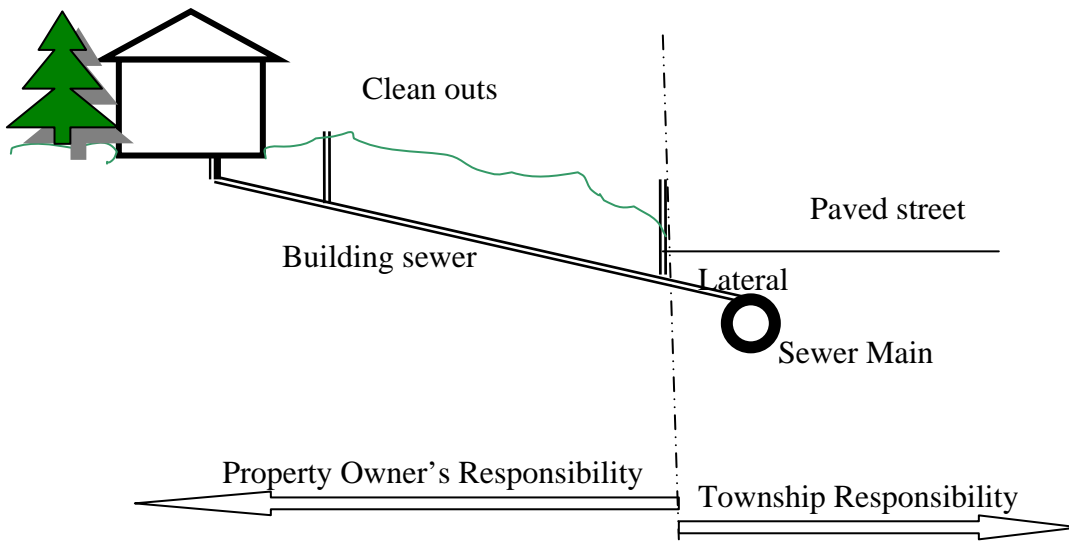 Clean outs
Paved street
Building sewer
Lateral
Sewer Main
Property Owner’s Responsibility
Township Responsibility